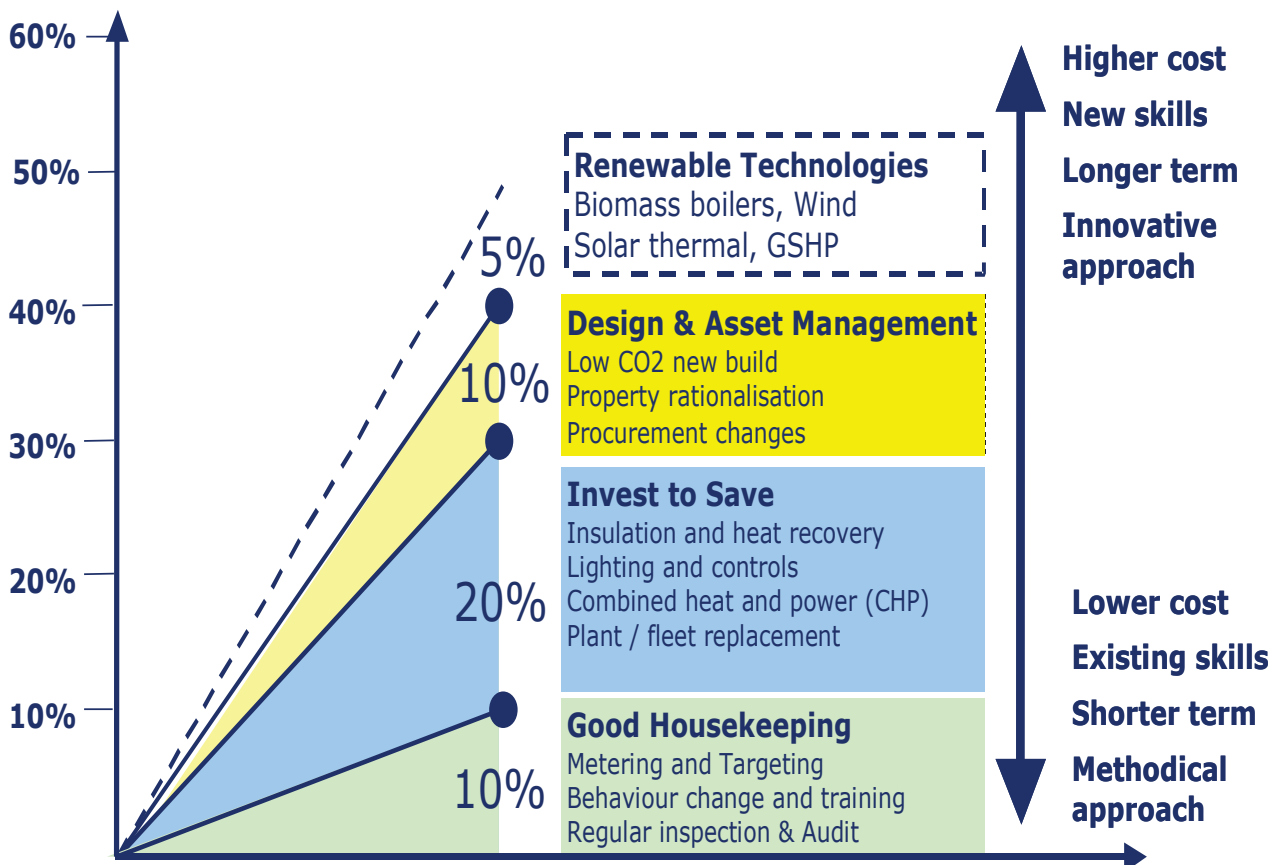 60%
50%
40%
30%
20%
10%
5%
10%
20%
10%
Renewable Technologies
Biomass boilers, Wind
Solar thermal, GSHP
Design & Asset Management
Low CO2 new build
Property rationalisation
Procurement changes
Invest to Save
Insulation and heat recovery
Lighting and controls
Combined heat and power (CHP)
Plant / fleet replacement
Good Housekeeping
Metering and Targeting
Behaviour change and training
Regular inspection & Audit
Higher cost
New skills
Longer term
Innovative
approach
Lower cost
Existing skills
Shorter term
Methodical
approach